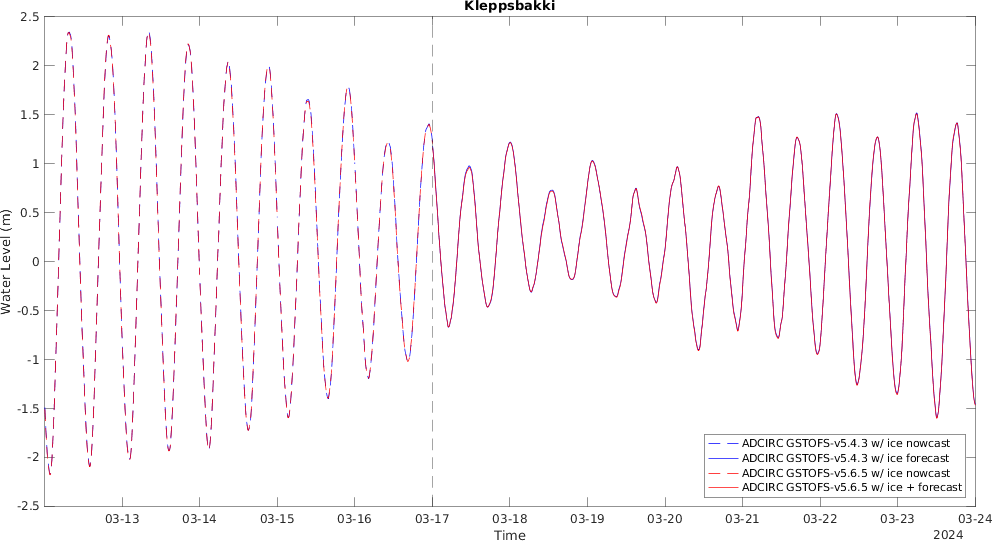 Kleppsbakki
2.5
2
1.5
1
0.5
0
-0.5
-1
-1.5
-2
-2.5
Water Level (m)
03-13 03-14 03-15 03-16 03-17 03-18 03-19 03-20 03-21 03-22 03-23 03-24
Time
2024
ADCIRC GSTOFS-v5.4.3 w/ ice nowcast
ADCIRC GSTOFS-v5.4.3 w/ ice forecast
ADCIRC GSTOFS-v5.6.5 w/ ice nowcast
ADCIRC GSTOFS-v5.6.5 w/ ice + forecast